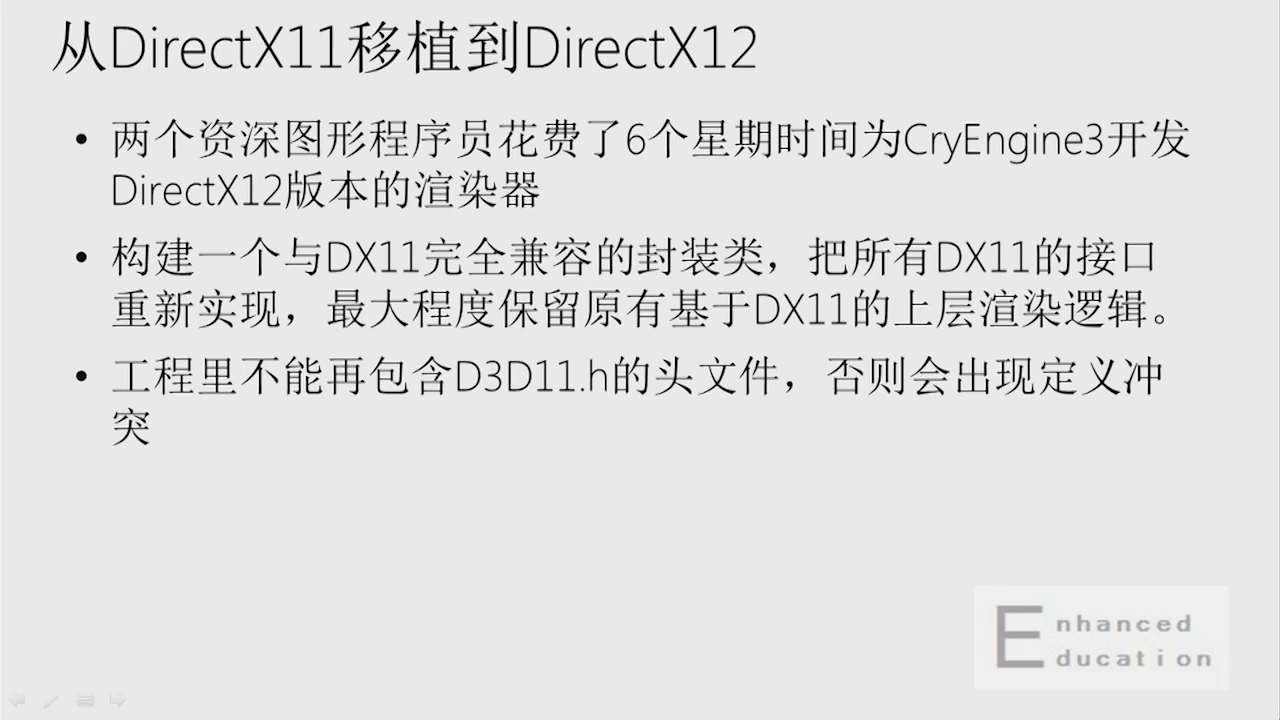 从DirectX11移植到DirectX12
• 两个资深图形程序员花费了6个星期时间为CryEngine3开发
DirectX12版本的渲染器
• 构建一个与DX11完全兼容的封装类，把所有DX11的接口
重新实现，最大程度保留原有基于DX11的上层渲染逻辑。
• 工程里不能再包含D3D11.h的头文件，否则会出现定义冲
突
Enhanced
Education